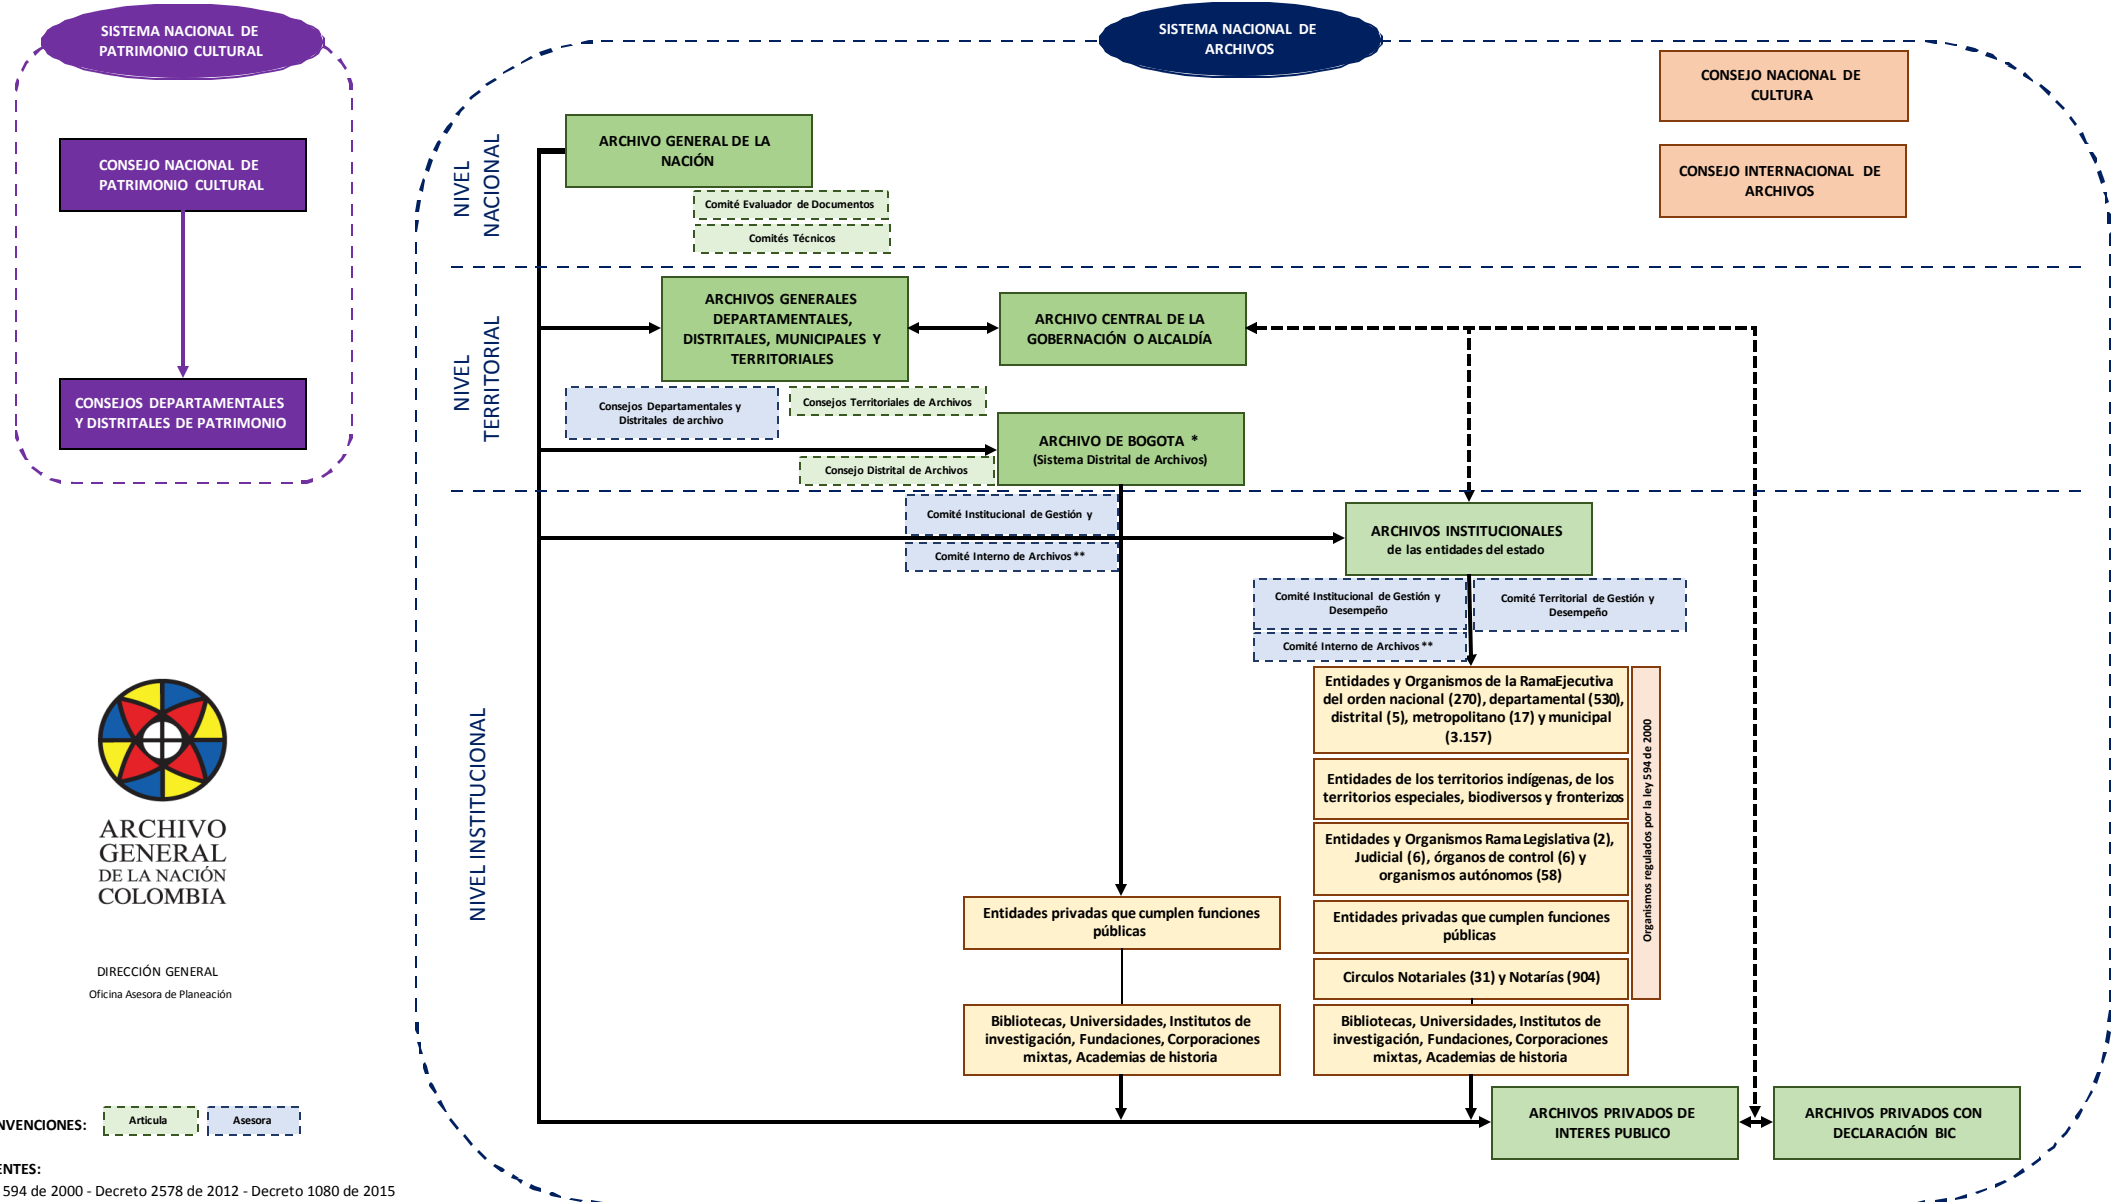 SISTEMA NACIONAL DE
PATRIMONIO CULTURAL
CONSEJO NACIONAL DE
PATRIMONIO CULTURAL
CONSEJOS DEPARTAMENTALES
Y DISTRITALES DE PATRIMONIO
SISTEMA NACIONAL DE
ARCHIVOS
CONSEJO NACIONAL DE
CULTURA
CONSEJO INTERNACIONAL DE
ARCHIVOS
NIVEL
NACIONAL
ARCHIVO GENERAL DE LA
NACIÓN
Comité Evaluador de Documentos
Comités Técnicos
NIVEL
TERRITORIAL
ARCHIVOS GENERALES
DEPARTAMENTALES,
DISTRITALES, MUNICIPALES Y
TERRITORIALES
ARCHIVO CENTRAL DE LA
GOBERNACIÓN O ALCALDÍA
Consejos Departamentales y
Distritales de archivo
Consejos Territoriales de Archivos
ARCHIVO DE BOGOTA *
(Sistema Distrital de Archivos)
Consejo Distrital de Archivos
NIVEL INSTITUCIONAL
Comité Institucional de Gestión y
Comité Interno de Archivos **
ARCHIVOS INSTITUCIONALES
de las entidades del estado
Comité Institucional de Gestión y
Desempeño
Comité Territorial de Gestión y
Desempeño
Comité Interno de Archivos **
Entidades y Organismos de la RamaEjecutiva
del orden nacional (270), departamental (530),
distrital (5), metropolitano (17) y municipal
(3.157)
Entidades de los territorios indígenas, de los
territorios especiales, biodiversos y fronterizos
Entidades y Organismos Rama Legislativa (2),
Judicial (6), órganos de control (6) y
organismos autónomos (58)
Entidades privadas que cumplen funciones
públicas
Circulos Notariales (31) y Notarías (904)
Organismos regulados por la ley 594 de 2000
Bibliotecas, Universidades, Institutos de
investigación, Fundaciones, Corporaciones
mixtas, Academias de historia
Entidades privadas que cumplen funciones
públicas
Bibliotecas, Universidades, Institutos de
investigación, Fundaciones, Corporaciones
mixtas, Academias de historia
ARCHIVOS PRIVADOS DE
INTERES PUBLICO
ARCHIVOS PRIVADOS CON
DECLARACIÓN BIC
ARCHIVO
GENERAL
DE LA NACIÓN
COLOMBIA
DIRECCIÓN GENERAL
Oficina Asesora de Planeación
NVENCIONES:
Articula
Asesora
ENTES:
594 de 2000 - Decreto 2578 de 2012 - Decreto 1080 de 2015